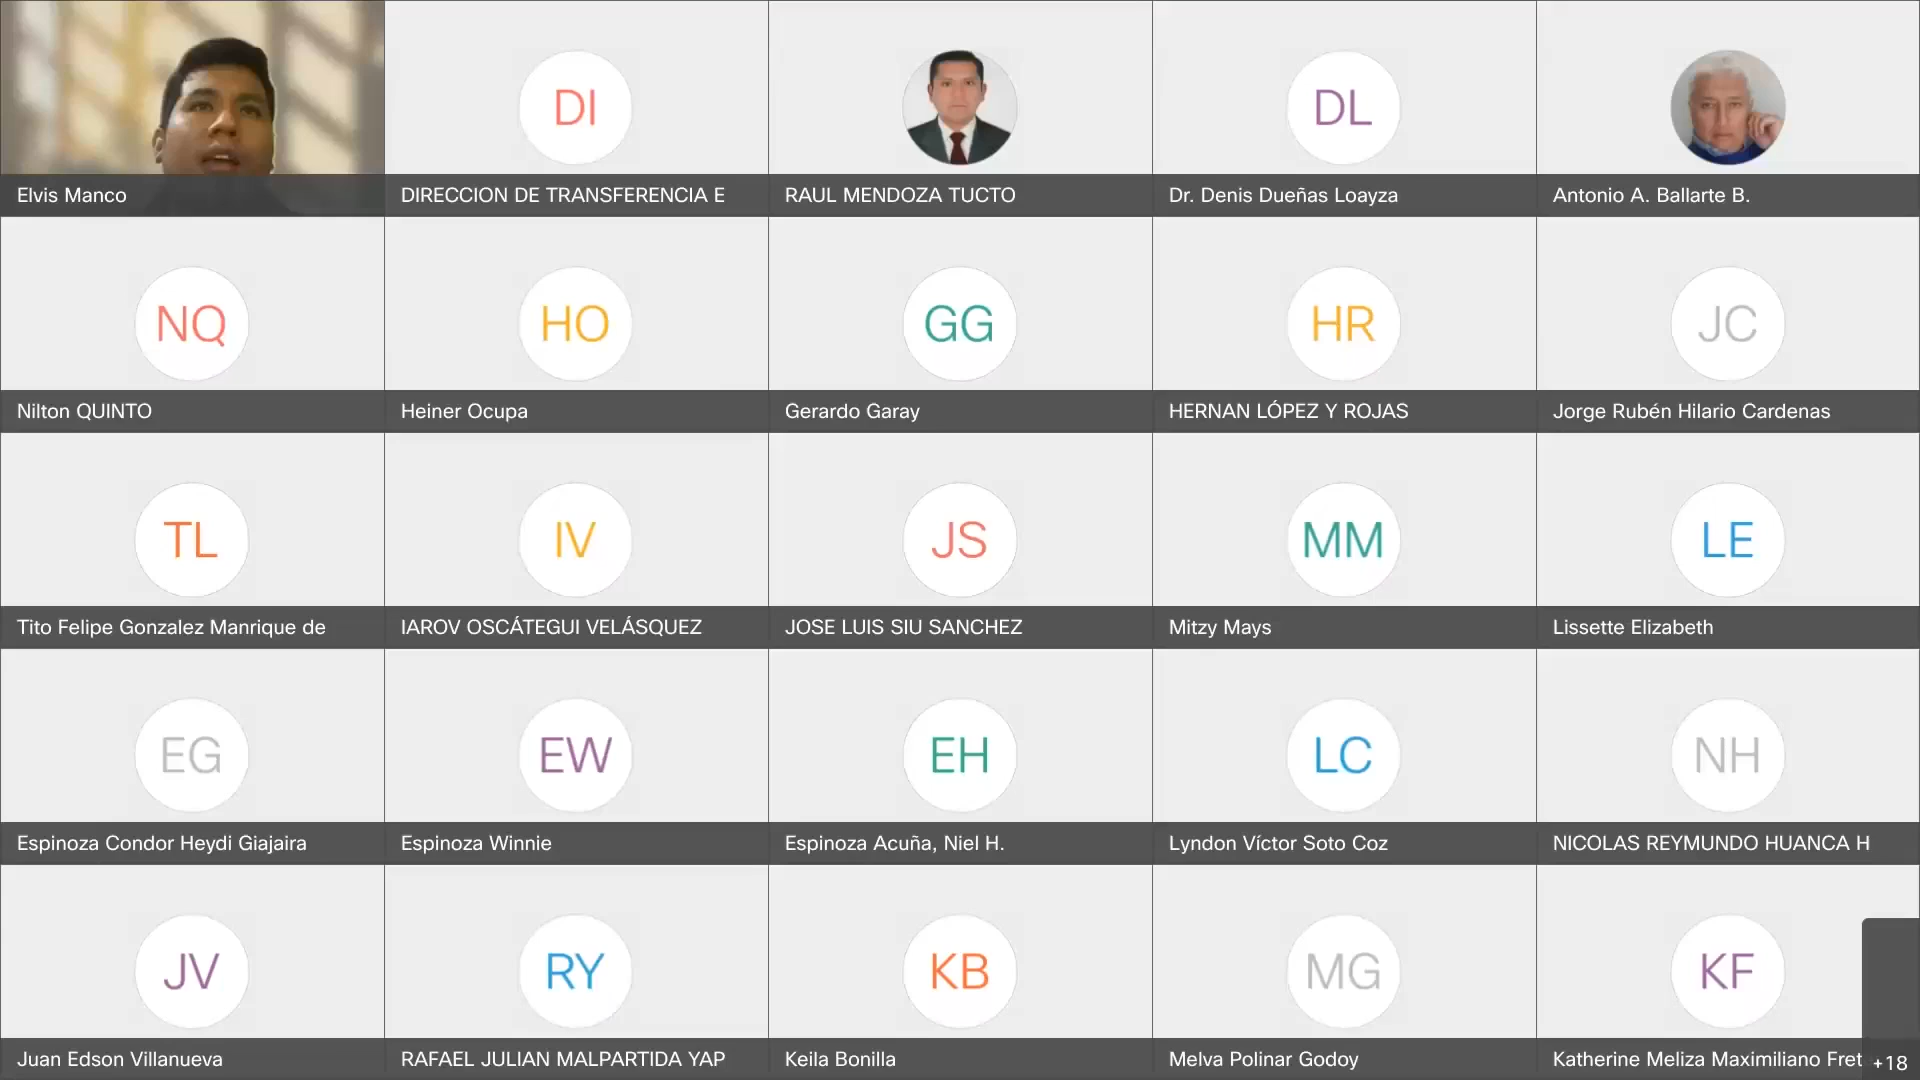 DI
DL
Elvis Manco
DIRECCION DE TRANSFERENCIA E
RAUL MENDOZA TUCTO
Dr. Denis Dueñas Loayza
Antonio A. Ballarte B.
NQ
HO
GG
HR
JC
Nilton QUINTO
Heiner Ocupa
Gerardo Garay
HERNAN LÓPEZ Y ROJAS
Jorge Rubén Hilario Cardenas
TL
IV
JS
MM
LE
Tito Felipe Gonzalez Manrique de
IAROV OSCÁTEGUI VELÁSQUEZ
JOSE LUIS SIU SANCHEZ
Mitzy Mays
Lissette Elizabeth
EG
EW
EH
LC
NH
Espinoza Condor Heydi Giajaira
Espinoza Winnie
Espinoza Acuña, Niel H.
Lyndon Víctor Soto Coz
NICOLAS REYMUNDO HUANCA H
JV
RY
KB
MG
KF
Juan Edson Villanueva
RAFAEL JULIAN MALPARTIDA YAP
Keila Bonilla
Melva Polinar Godoy
Katherine Meliza Maximiliano Fret
+18